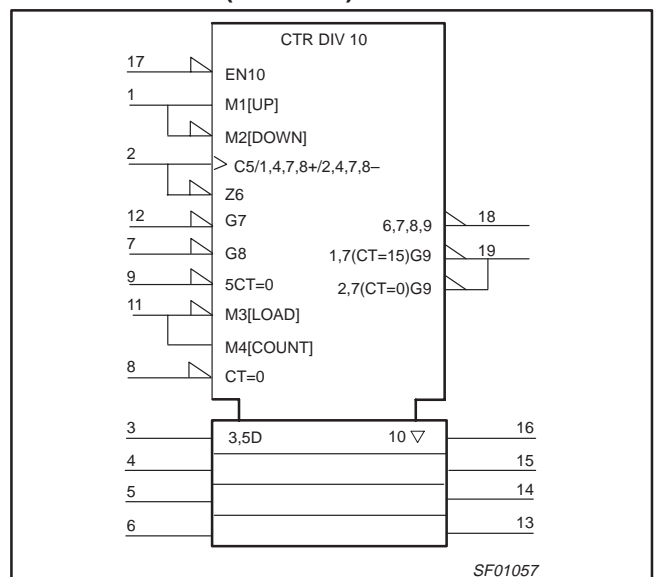 CTR DIV 10
17 EN10
1 M1[UP]
M2[DOWN]
2 C5/1,4,7,8+/2,4,7,8–
Z6
12 G7 6,7,8,9 18
7 G8 1,7(CT=15)G9 19
9 5CT=0 2,7(CT=0)G9
11 M3[LOAD]
M4[COUNT]
8 CT=0
3 3,5D 10 ▽ 16
4 15
5 14
6 13
SF01057